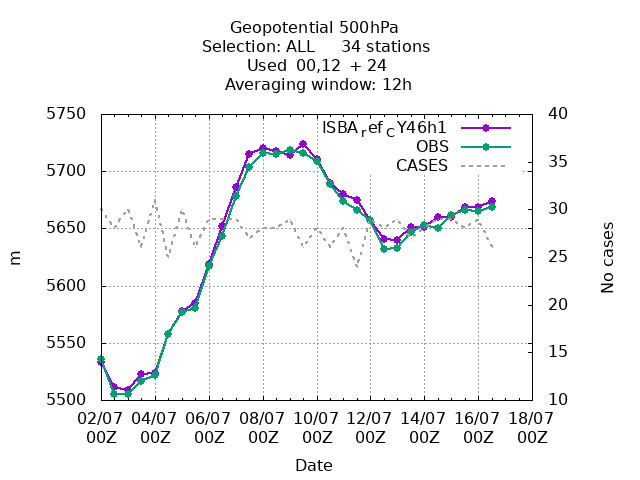 Geopotential 500hPa
Selection: ALL 34 stations
Used 00,12 + 24
Averaging window: 12h
5750
5700
5650
5600
5550
5500
m
40
35
30
25
20
15
10
No cases
ISBA_ref_CY46h1
OBS
CASES
02/07 04/07 06/07 08/07 10/07 12/07 14/07 16/07 18/07
00Z 00Z 00Z 00Z 00Z 00Z 00Z 00Z 00Z
Date